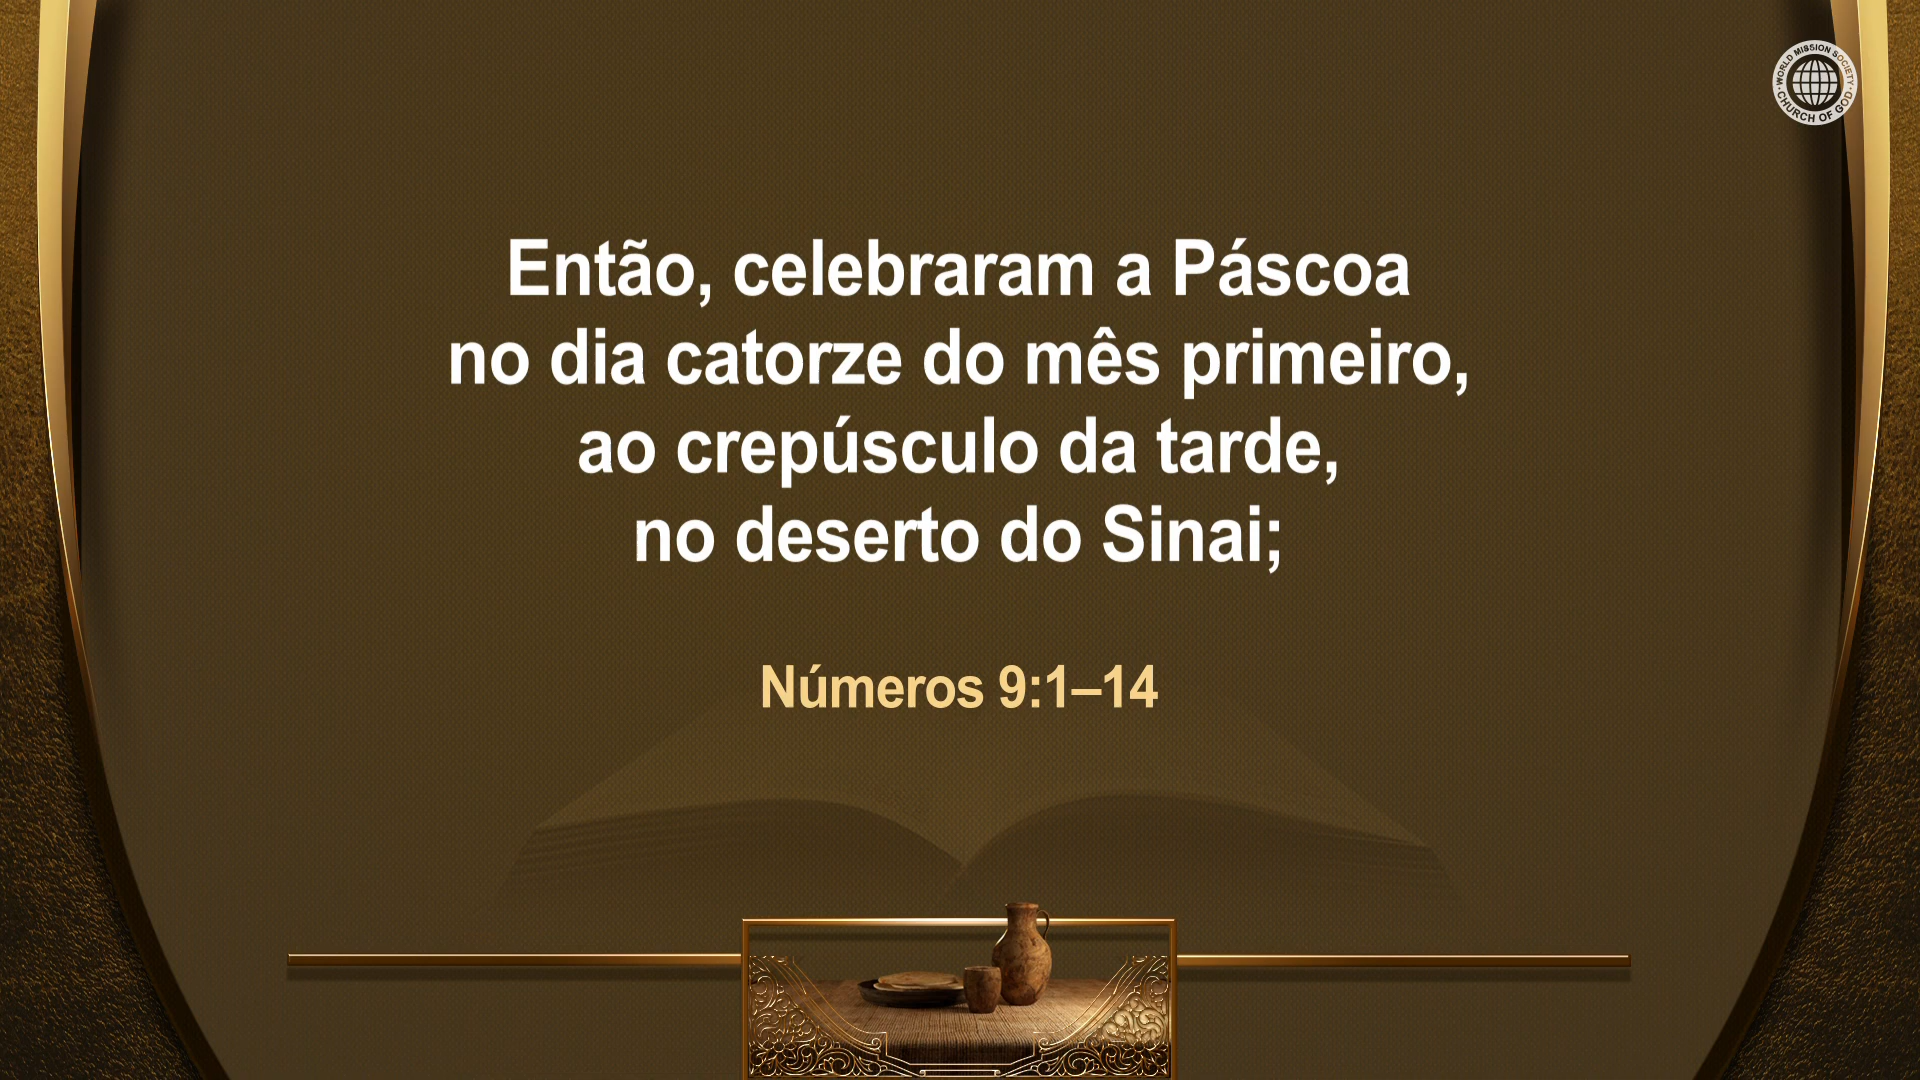 WORLD MISSION SOCIETY
CHURCH OF GOD
Então, celebraram a Páscoa
no dia catorze do mês primeiro,
ao crepúsculo da tarde,
no deserto do Sinai;
Números 9:1–14